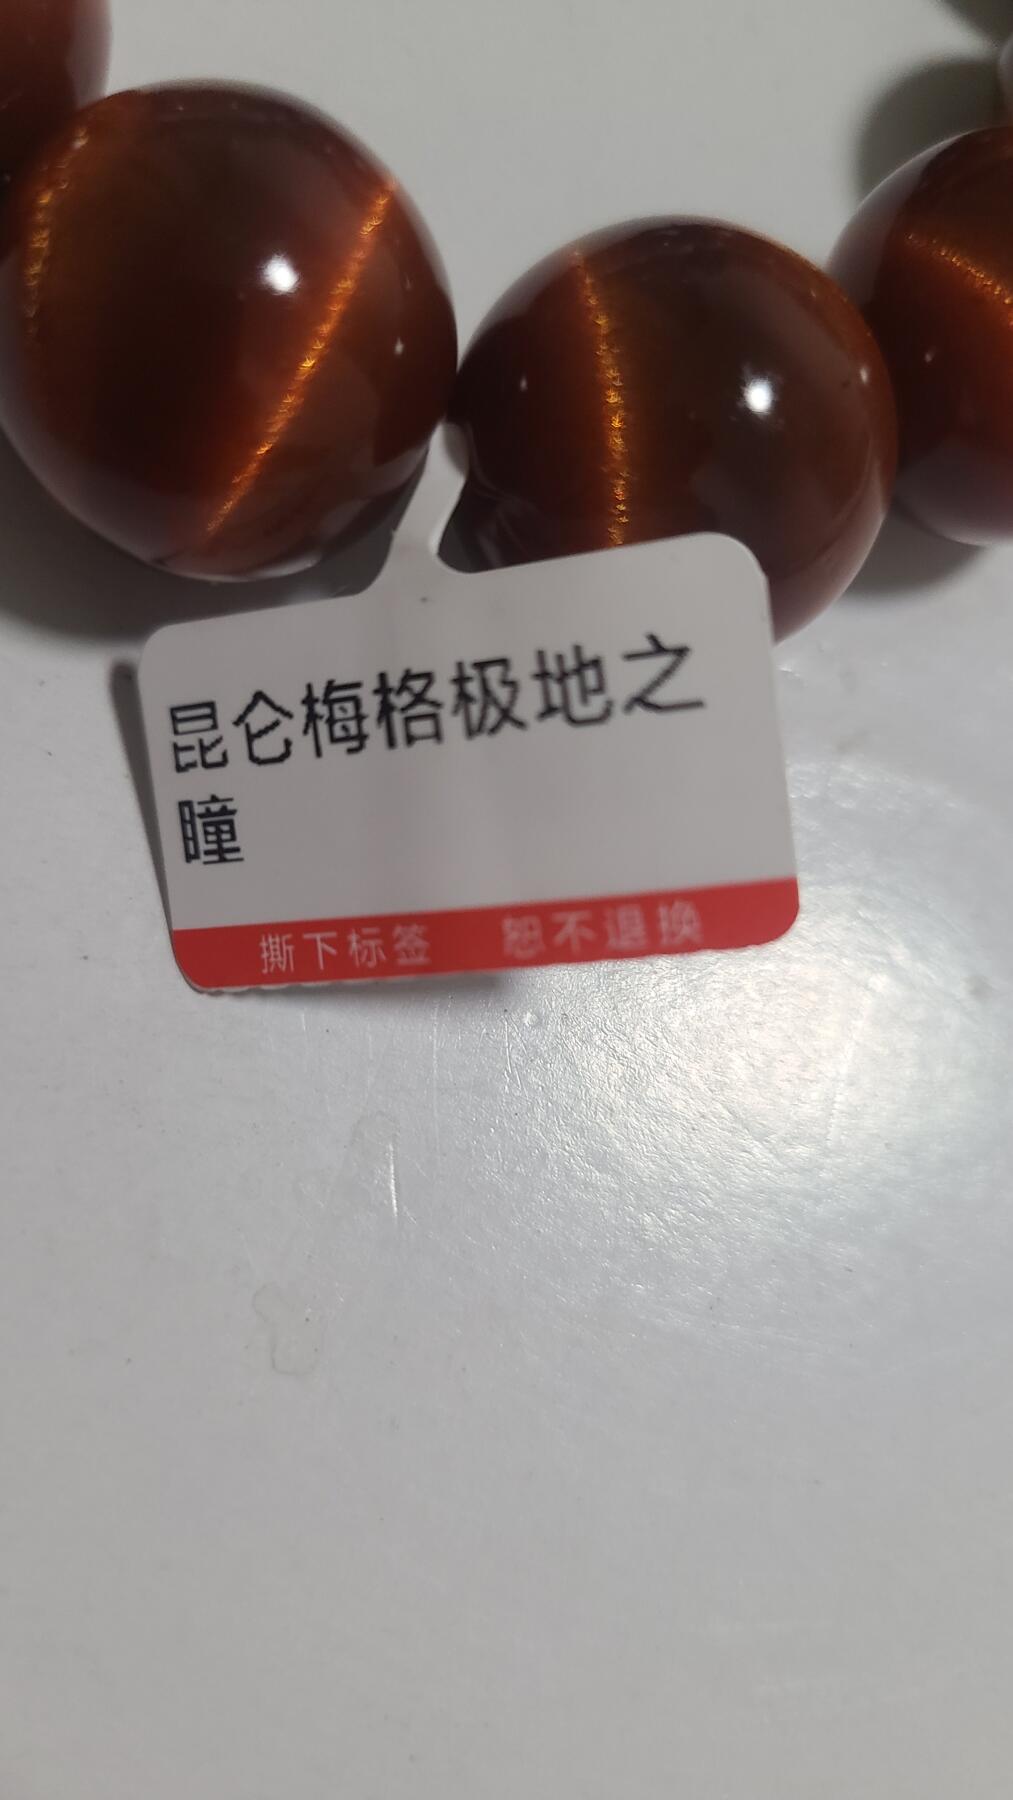 昆仑梅格极地之
瞳
撕下标签 恕不退换